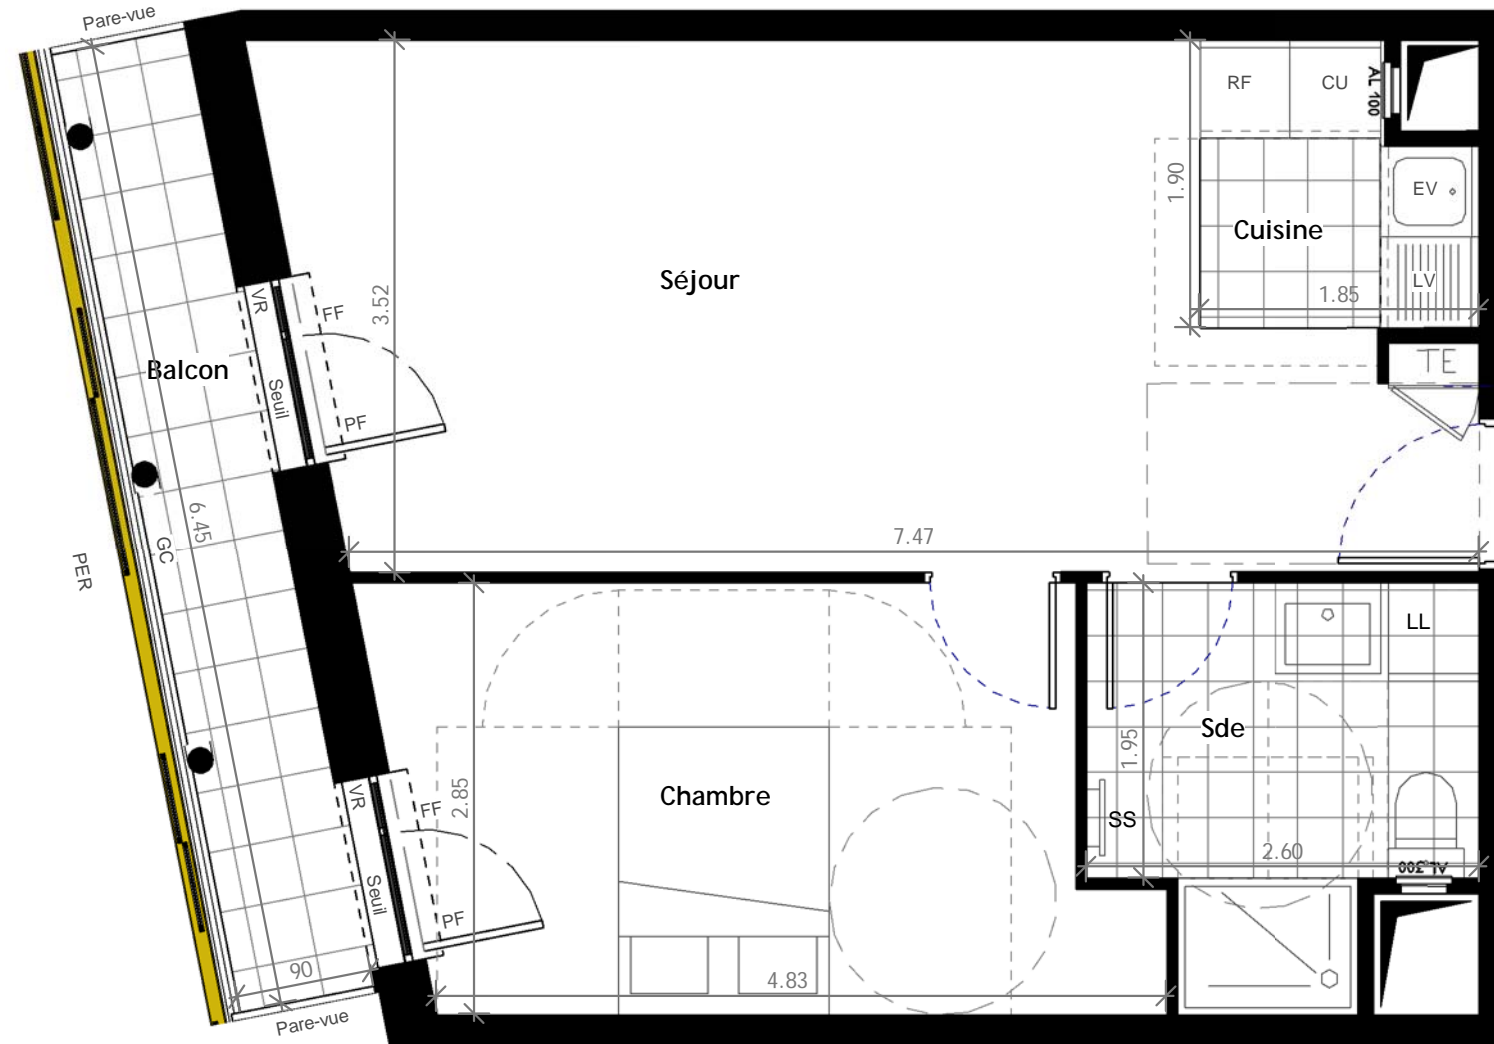 Pare-vue
RF
CU
AL 100
1.90
EV
Cuisine
Séjour
LV
1.85
VR
FF
3.52
TE
Balcon
Seuil
PF
6.45
GC
PER
7.47
LL
Sde
1.95
Chambre
2.85
VR
FF
SS
2.60
AL 300
Seuil
PF
90
4.83
Pare-vue